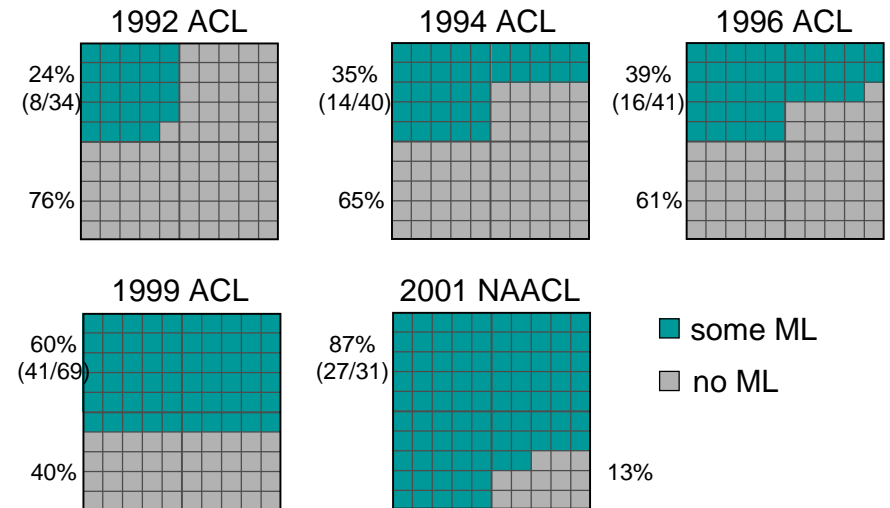 1992 ACL
24%
(8/34)
76%
1994 ACL
35%
(14/40)
65%
1996 ACL
39%
(16/41)
61%
1999 ACL
60%
(41/69)
40%
2001 NAACL
87%
(27/31)
13%
some ML
no ML